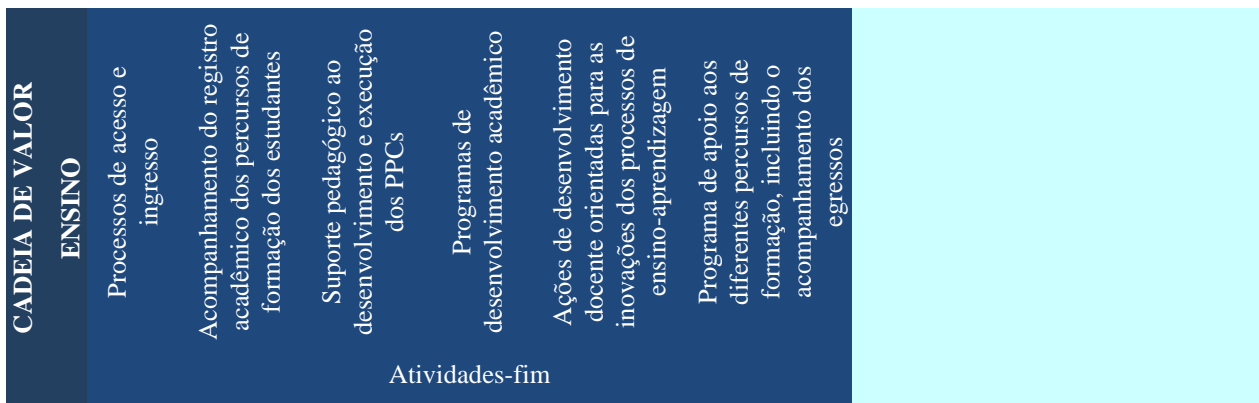 CADEIA DE VALOR
ENSINO
Processos de acesso e
ingresso
Acompanhamento do registro
acadêmico dos percursos de
formação dos estudantes
Suporte pedagógico ao
desenvolvimento e execução
dos PPCs
Programas de
desenvolvimento acadêmico
Ações de desenvolvimento
docente orientadas para as
inovações dos processos de
ensino-aprendizagem
Programa de apoio aos
diferentes percursos de
formação, incluindo o
acompanhamento dos
egressos
Atividades-fim